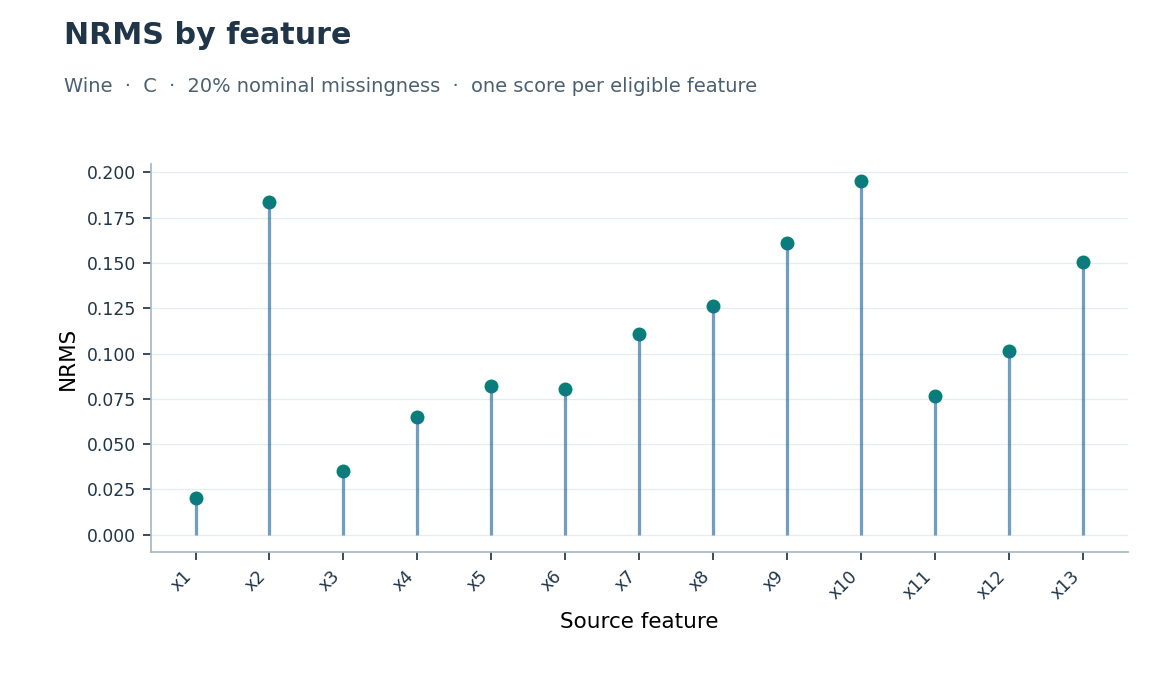 NRMS by feature
Wine · C · 20% nominal missingness · one score per eligible feature
0.200
0.175
0.150
0.125
0.100
0.075
0.050
0.025
0.000
NRMS
x1 x2 x3 x4 x5 x6 x7 x8 x9 x10 x11 x12 x13
Source feature